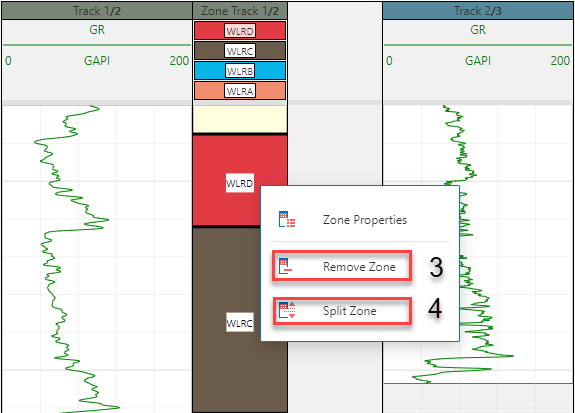 Track 1/2 Zone Track 1/2 Track 2/3
GR WLRD GR
WLRC
0 GAPI 200 WLRB 0 GAPI 200
WLRA
WLRD
Zone Properties
Remove Zone 3
Split Zone 4
WLRC